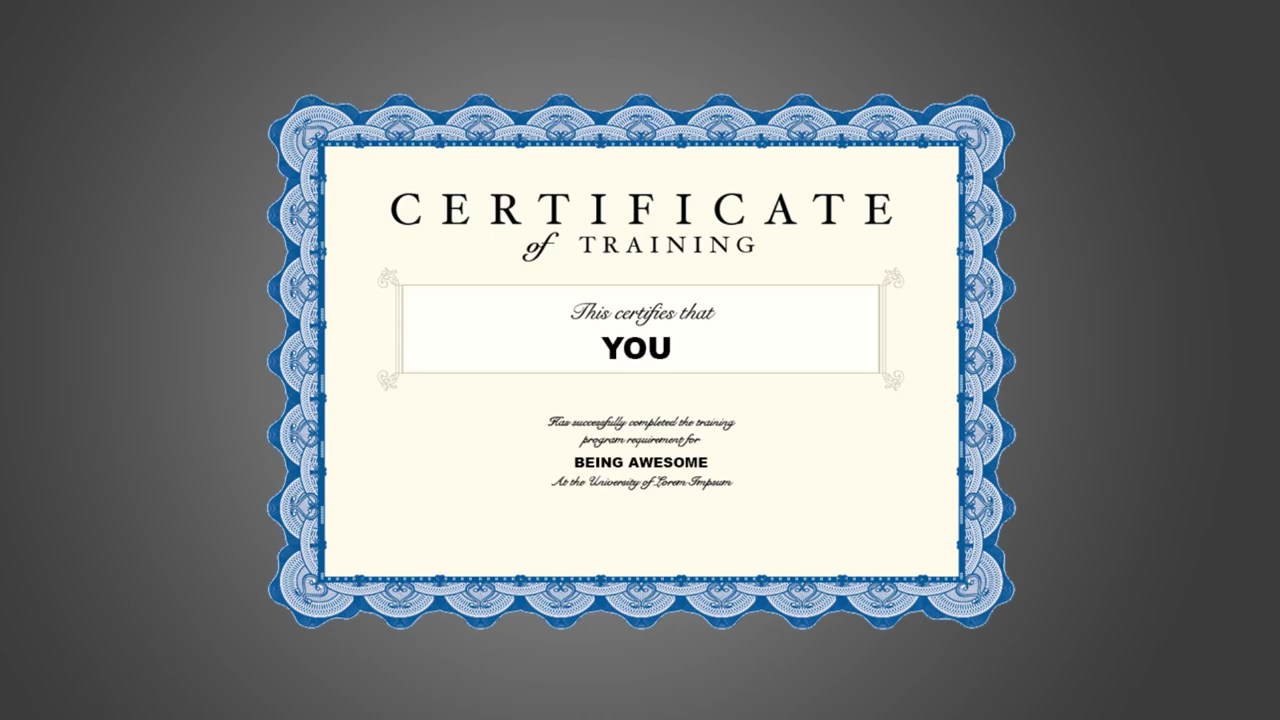 CERTIFICATE
of TRAINING
This certifies that
YOU
Has successfully completed the training
program requirement for
BEING AWESOME
At the University of Lorem Impsum